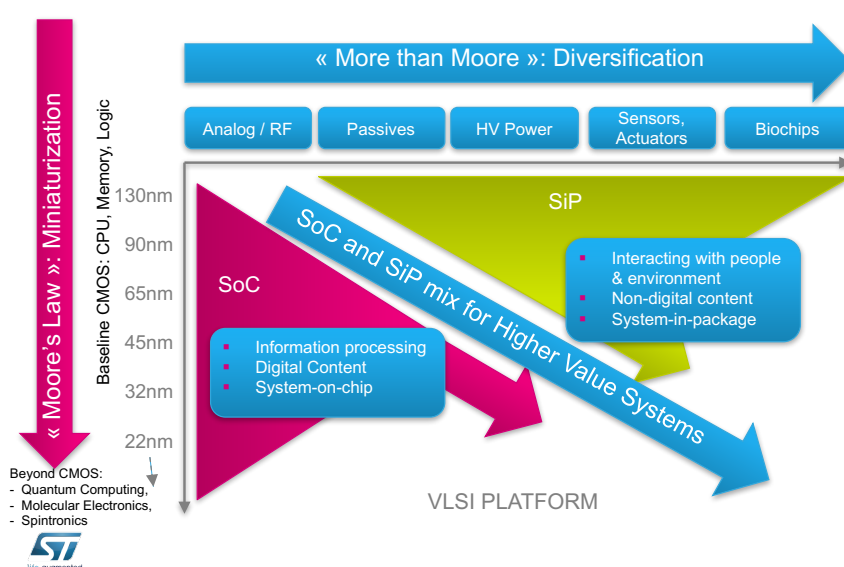 « More than Moore »: Diversification
Analog / RF
Passives
HV Power
Sensors,
Actuators
Biochips
« Moore's Law »: Miniaturization
Baseline CMOS: CPU, Memory, Logic
130nm
90nm
65nm
45nm
32nm
22nm
SiP
SoC
SoC and SiP mix for Higher Value Systems
▪ Interacting with people
& environment
▪ Non-digital content
▪ System-in-package
▪ Information processing
▪ Digital Content
▪ System-on-chip
Beyond CMOS:
- Quantum Computing,
- Molecular Electronics,
- Spintronics
VLSI PLATFORM
ST
life.augmented